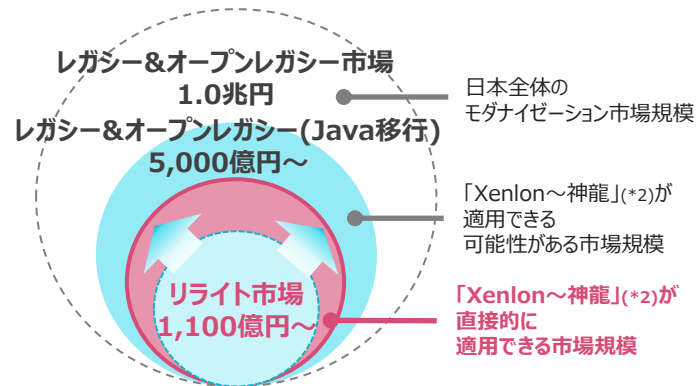 レガシー&オープンレガシー市場
1.0兆円
日本全体の
モダナイゼーション市場規模
レガシー&オープンレガシー(Java移行)
5,000億円～
「Xenlon～神龍」(*2)が
適用できる
可能性がある市場規模
リライト市場
1,100億円～
「Xenlon～神龍」(*2)が
直接的に
適用できる市場規模